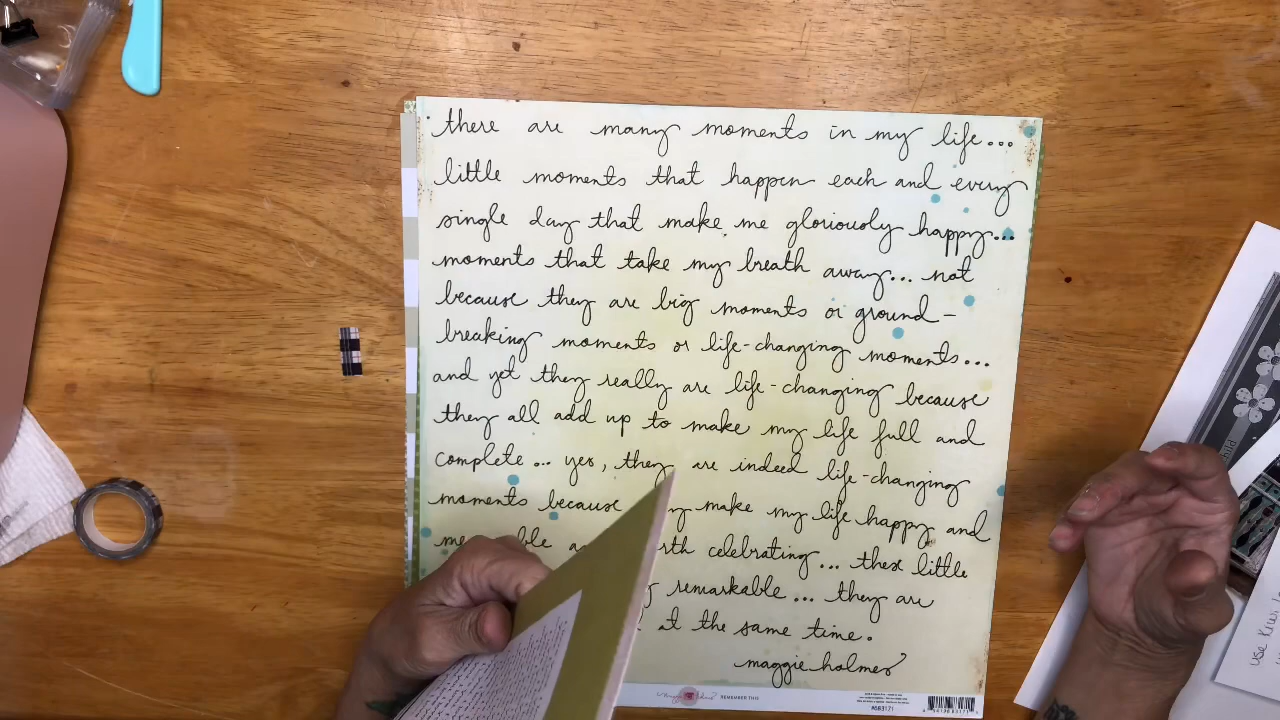 there are many moments in my life...
little moments that happen each and every
single day that make me gloriously happy...
moments that take my breath away... not
because they are big moments or ground-
breaking moments or life-changing moments...
and yet they really are life-changing because
they all add up to make my life full and
complete... yes, they are indeed life-changing
moments because make my life happy and
celebrating... these little
remarkable... they are
at the same time.
maggie holmes
REMEMBER THIS
use Kiwi